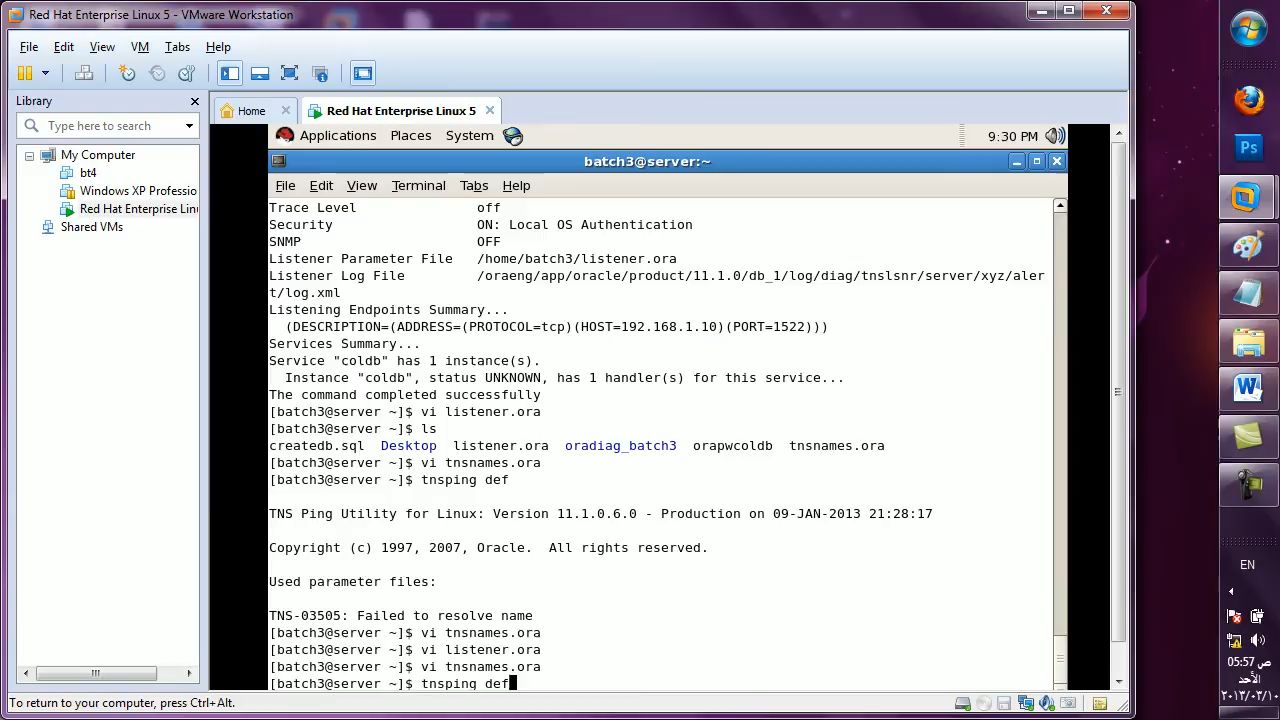 Red Hat Enterprise Linux 5 - VMware Workstation
File Edit View VM Tabs Help
Library
Type here to search
My Computer
bt4
Windows XP Professio
Red Hat Enterprise Lin
Shared VMs
Home
Red Hat Enterprise Linux 5
Applications Places System
9:30 PM
batch3@server:~
File Edit View Terminal Tabs Help
Trace Level off
Security ON: Local OS Authentication
SNMP OFF
Listener Parameter File /home/batch3/listener.ora
Listener Log File /oraeng/app/oracle/product/11.1.0/db_1/log/diag/tnslsnr/server/xyz/aler
t/log.xml
Listening Endpoints Summary...
(DESCRIPTION=(ADDRESS=(PROTOCOL=tcp)(HOST=192.168.1.10)(PORT=1522)))
Services Summary...
Service "coldb" has 1 instance(s).
Instance "coldb", status UNKNOWN, has 1 handler(s) for this service...
The command completed successfully
[batch3@server ~]$ vi listener.ora
[batch3@server ~]$ ls
createdb.sql Desktop listener.ora oradiag_batch3 orapwcoldb tnsnames.ora
[batch3@server ~]$ vi tnsnames.ora
[batch3@server ~]$ tnsping def
TNS Ping Utility for Linux: Version 11.1.0.6.0 - Production on 09-JAN-2013 21:28:17
Copyright (c) 1997, 2007, Oracle. All rights reserved.
Used parameter files:
TNS-03505: Failed to resolve name
[batch3@server ~]$ vi tnsnames.ora
[batch3@server ~]$ vi listener.ora
[batch3@server ~]$ vi tnsnames.ora
[batch3@server ~]$ tnsping def
To return to your computer, press Ctrl+Alt.
Ps
W
EN
05:57 ص
الأحد
٢٠١٣/٠٣/١٠